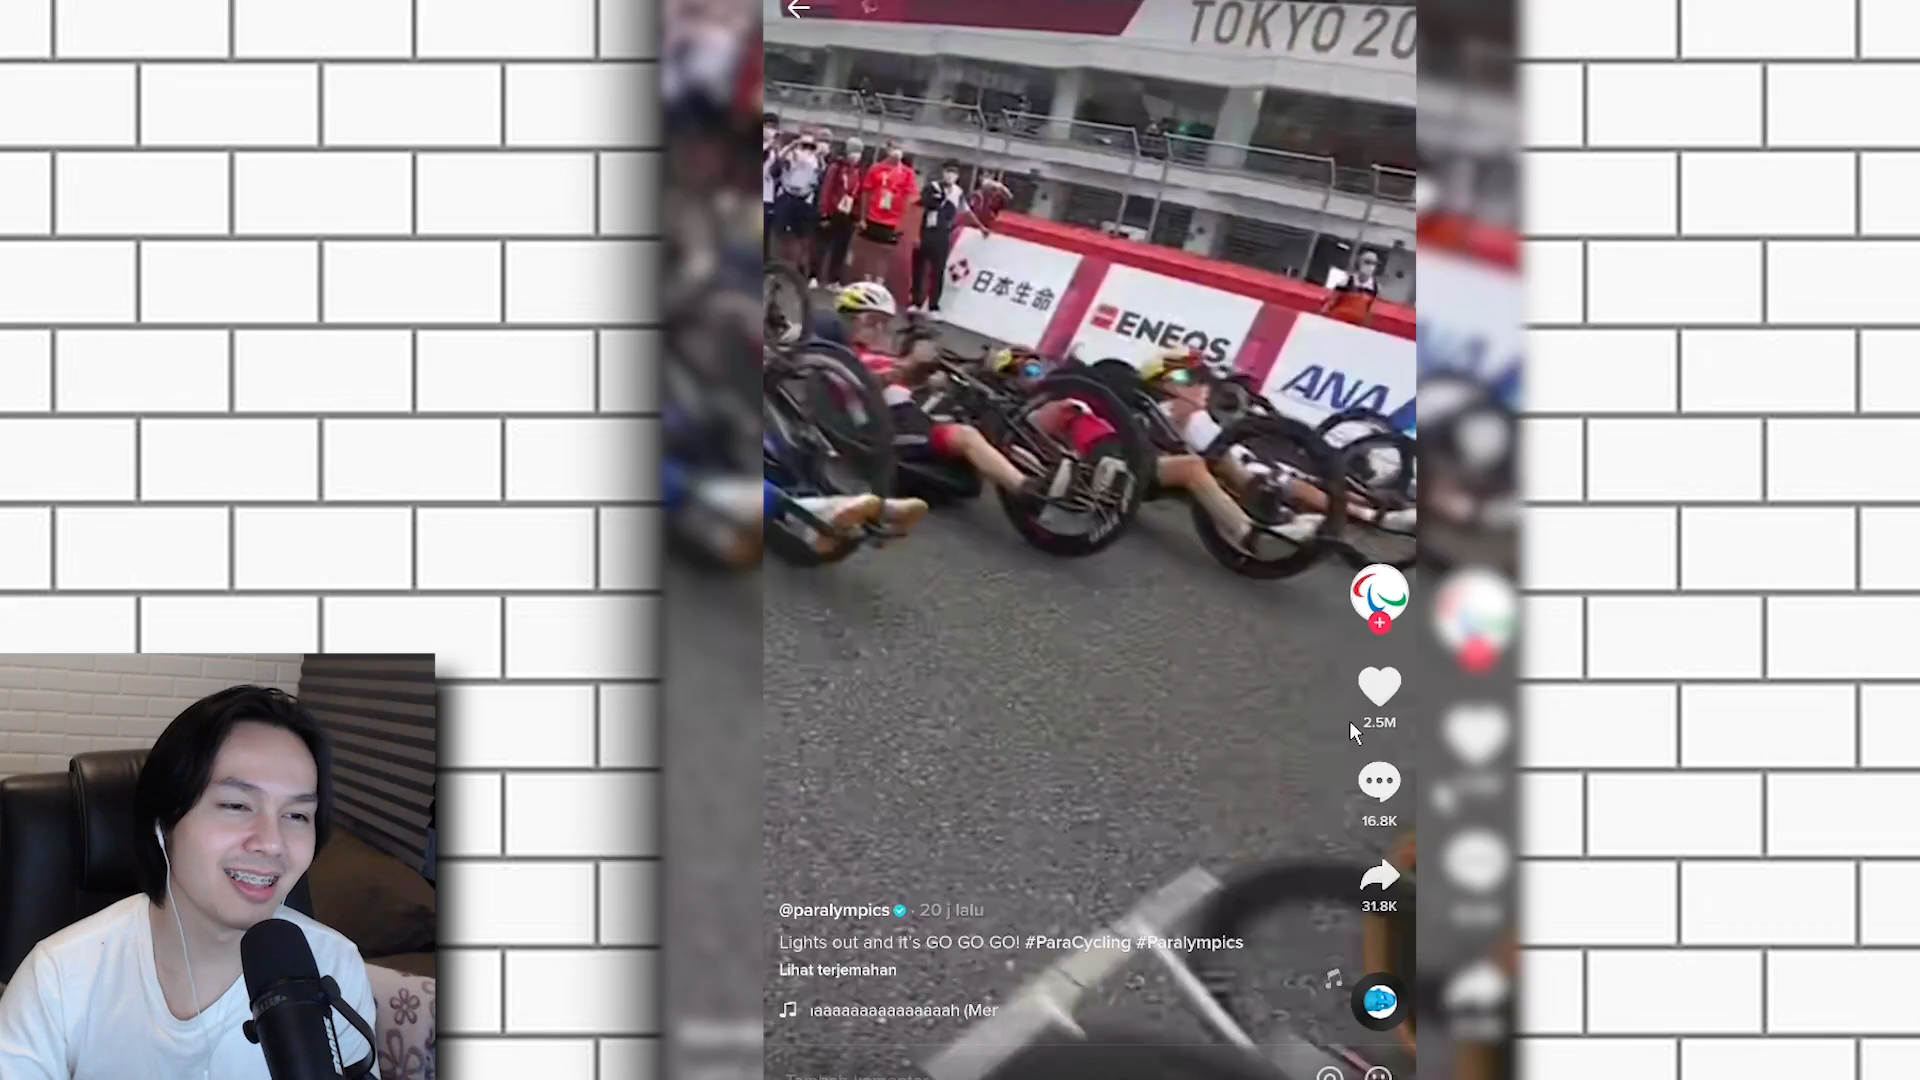 TOKYO 20
日本生命
ENEOS
ANA
2.5M
16.8K
31.8K
@paralympics · 20 j lalu
Lights out and it's GO GO GO! #ParaCycling #Paralympics
Lihat terjemahan
aaaaaaaaaaaaaaaah (Mer